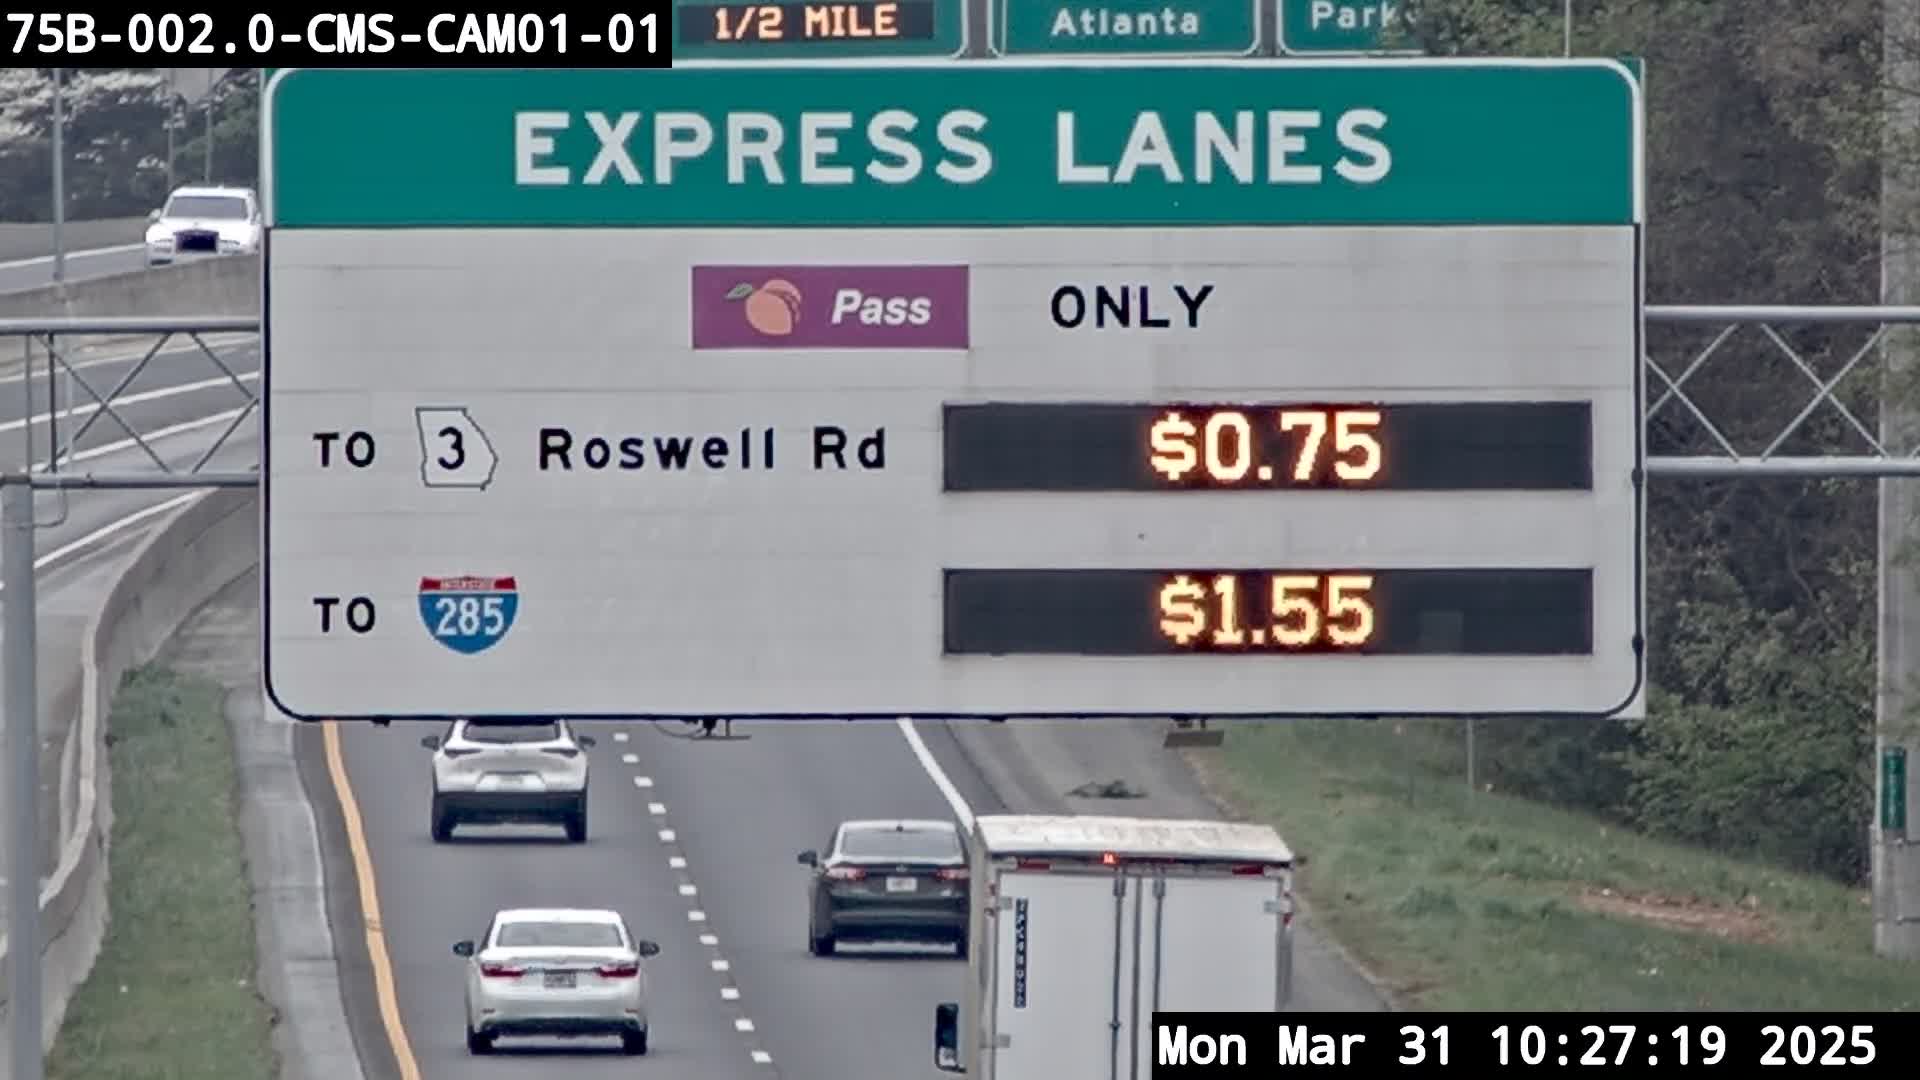 75B-002.0-CMS-CAM01-01
1/2 MILE
Atlanta
Park
EXPRESS LANES
Pass ONLY
TO 3 Roswell Rd $0.75
TO INTERSTATE 285 $1.55
Mon Mar 31 10:27:19 2025